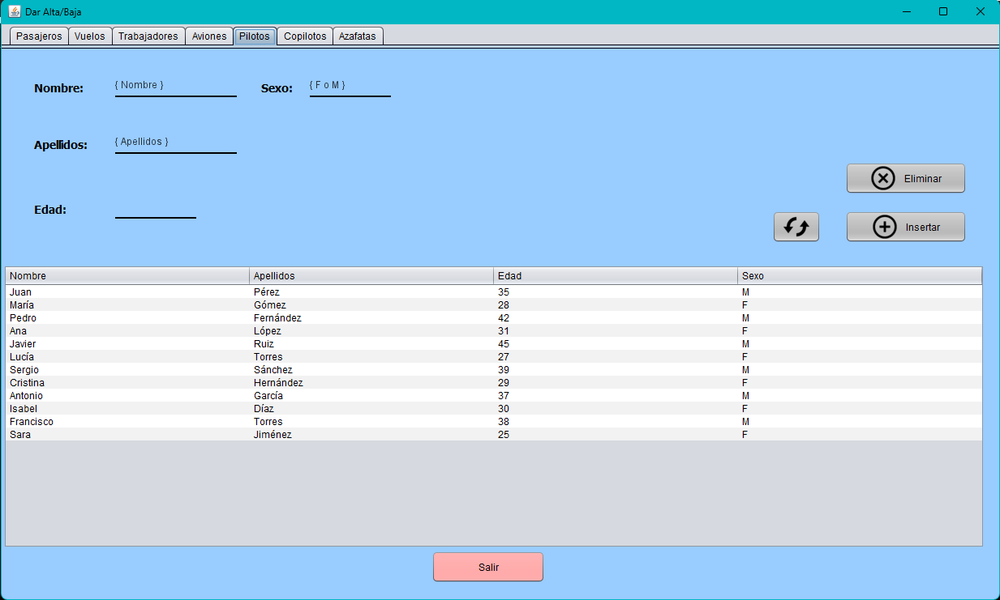 Dar Alta/Baja
Pasajeros Vuelos Trabajadores Aviones Pilotos Copilotos Azafatas
Nombre: { Nombre } Sexo: { F o M }
Apellidos: { Apellidos }
Eliminar
Edad:
Insertar
Nombre Apellidos Edad Sexo
Juan Pérez 35 M
María Gómez 28 F
Pedro Fernández 42 M
Ana López 31 F
Javier Ruiz 45 M
Lucía Torres 27 F
Sergio Sánchez 39 M
Cristina Hernández 29 F
Antonio García 37 M
Isabel Díaz 30 F
Francisco Torres 38 M
Sara Jiménez 25 F
Salir